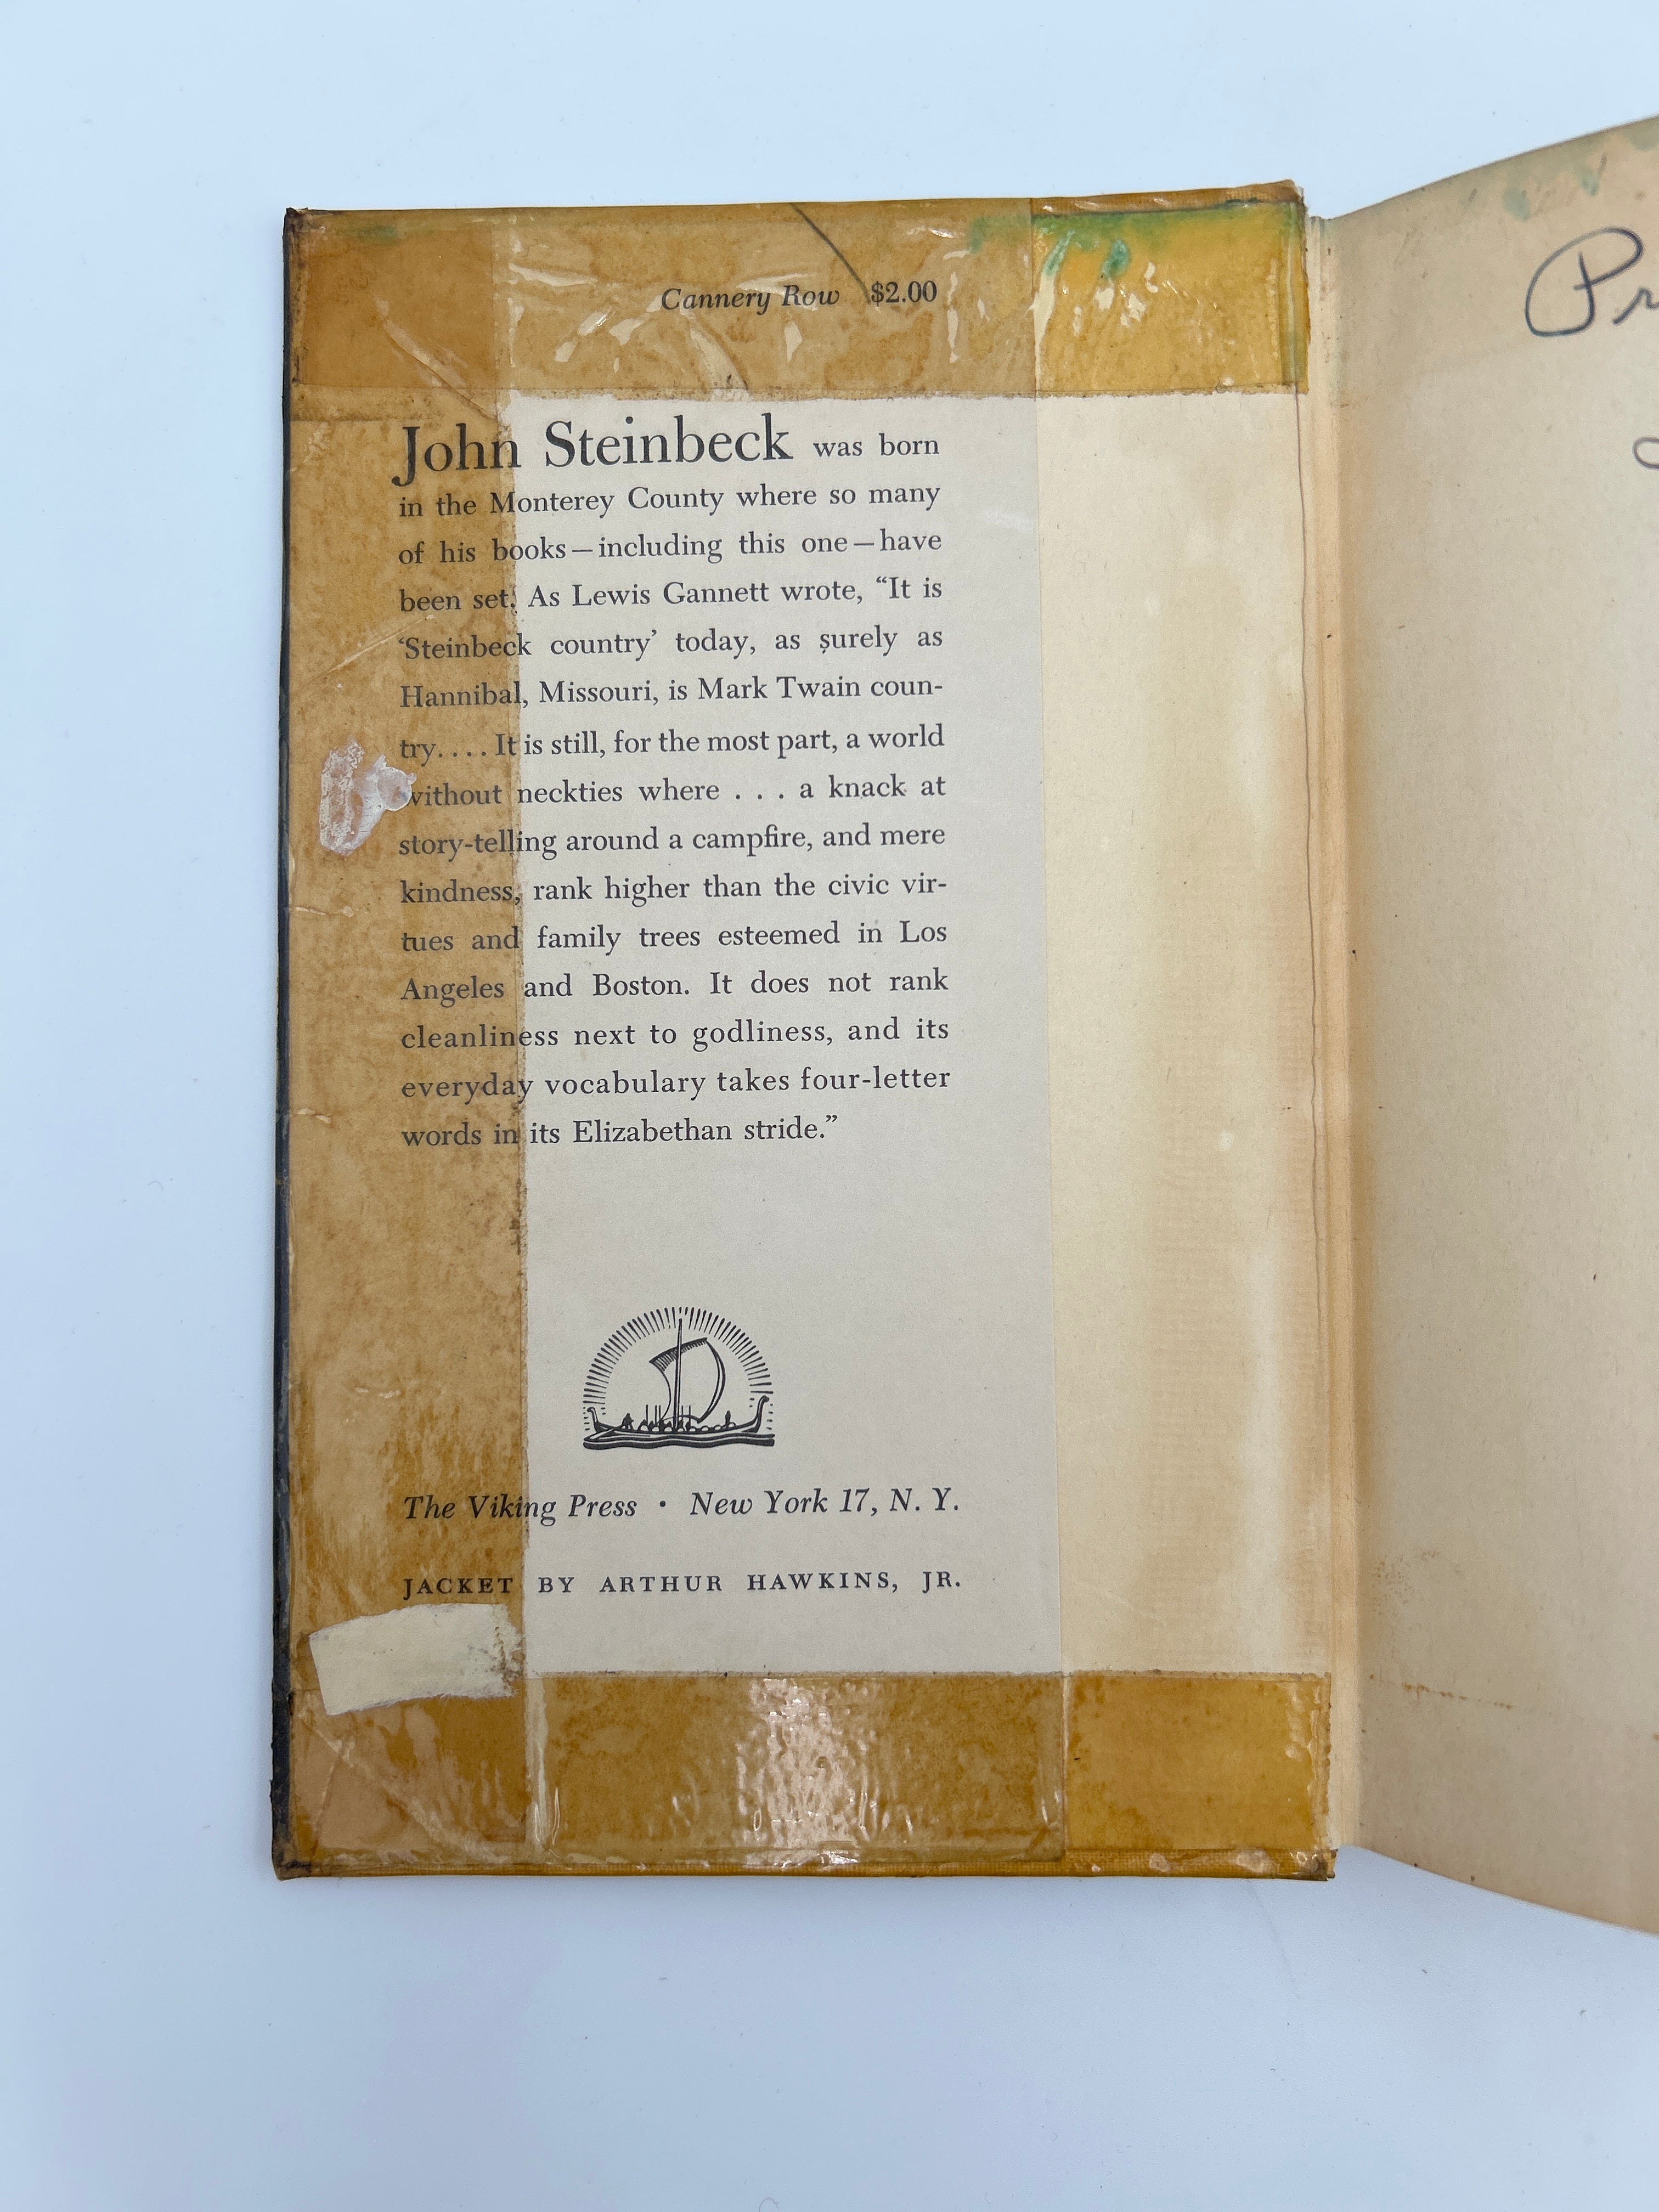 Cannery Row $2.00
John Steinbeck was born
in the Monterey County where so many
of his books—including this one—have
been set. As Lewis Gannett wrote, “It is
‘Steinbeck country’ today, as surely as
Hannibal, Missouri, is Mark Twain coun-
try. . . . It is still, for the most part, a world
without neckties where . . . a knack at
story-telling around a campfire, and mere
kindness, rank higher than the civic vir-
tues and family trees esteemed in Los
Angeles and Boston. It does not rank
cleanliness next to godliness, and its
everyday vocabulary takes four-letter
words in its Elizabethan stride.”
The Viking Press · New York 17, N. Y.
JACKET BY ARTHUR HAWKINS, JR.
Pr